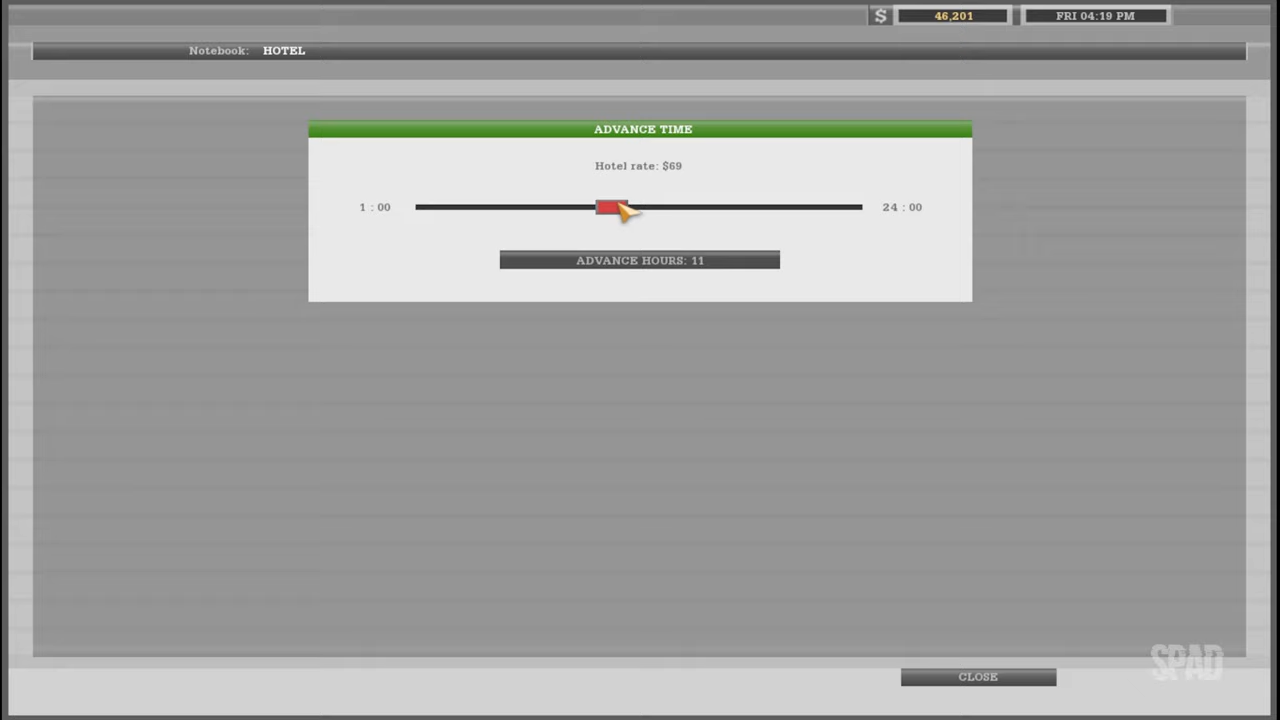 $ 46,201 FRI 04:19 PM
Notebook: HOTEL
ADVANCE TIME
Hotel rate: $69
1 : 00 24 : 00
ADVANCE HOURS: 11
SPAD
CLOSE